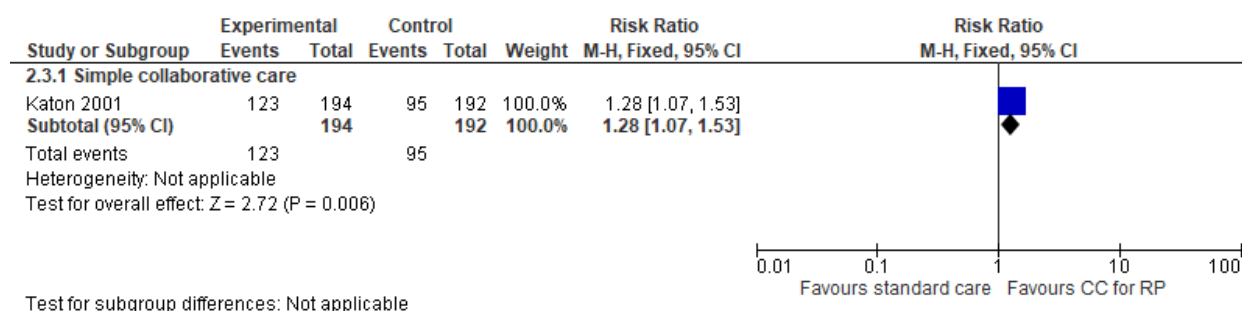 Experimental Control Risk Ratio Risk Ratio
Study or Subgroup Events Total Events Total Weight M-H, Fixed, 95% CI M-H, Fixed, 95% CI
2.3.1 Simple collaborative care
Katon 2001 123 194 95 192 100.0% 1.28 [1.07, 1.53]
Subtotal (95% CI) 194 192 100.0% 1.28 [1.07, 1.53]
Total events 123 95
Heterogeneity: Not applicable
Test for overall effect: Z = 2.72 (P = 0.006)
0.01 0.1 1 10 100
Favours standard care Favours CC for RP
Test for subgroup differences: Not applicable